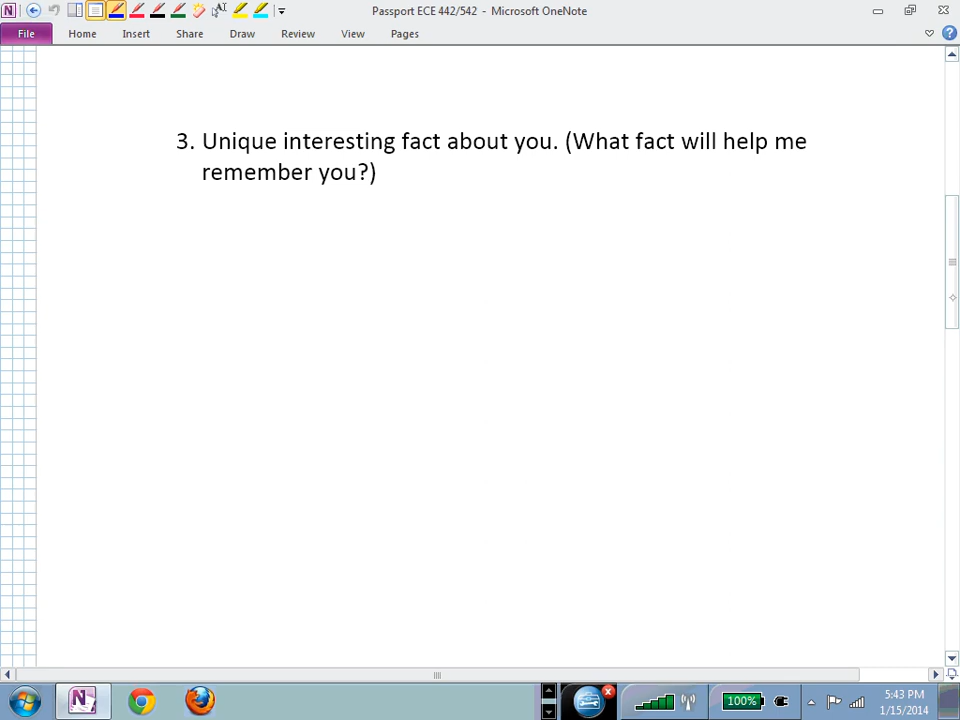 Passport ECE 442/542 - Microsoft OneNote
File Home Insert Share Draw Review View Pages
3. Unique interesting fact about you. (What fact will help me
remember you?)
100%
5:43 PM
1/15/2014